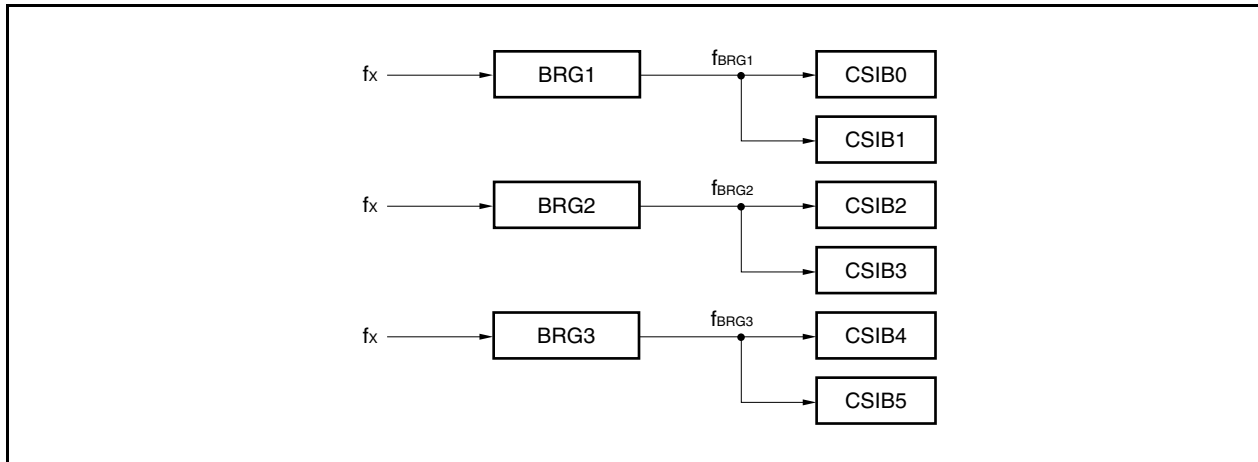 fBRG1
fX BRG1 CSIB0
CSIB1
fBRG2
fX BRG2 CSIB2
CSIB3
fBRG3
fX BRG3 CSIB4
CSIB5